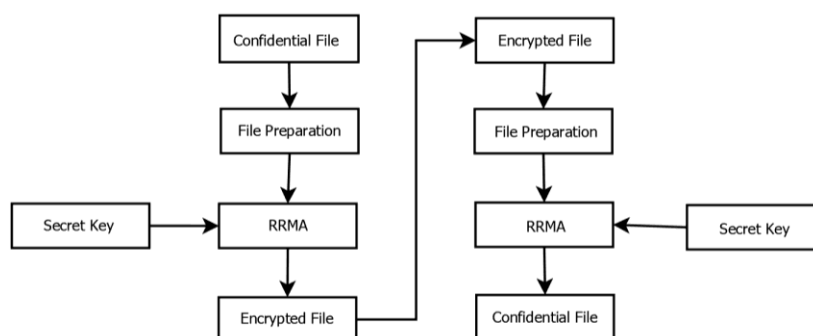 Confidential File
File Preparation
Secret Key
RRMA
Encrypted File
Encrypted File
File Preparation
RRMA
Secret Key
Confidential File